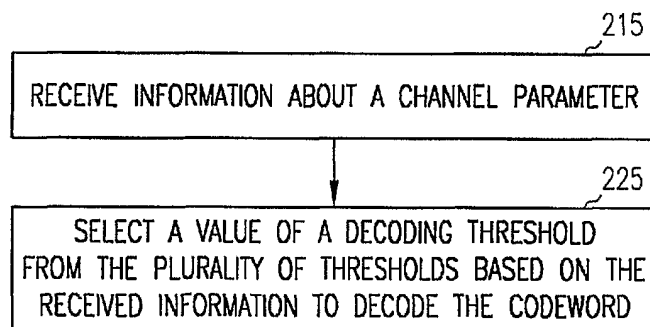 215
RECEIVE INFORMATION ABOUT A CHANNEL PARAMETER
225
SELECT A VALUE OF A DECODING THRESHOLD
FROM THE PLURALITY OF THRESHOLDS BASED ON THE
RECEIVED INFORMATION TO DECODE THE CODEWORD